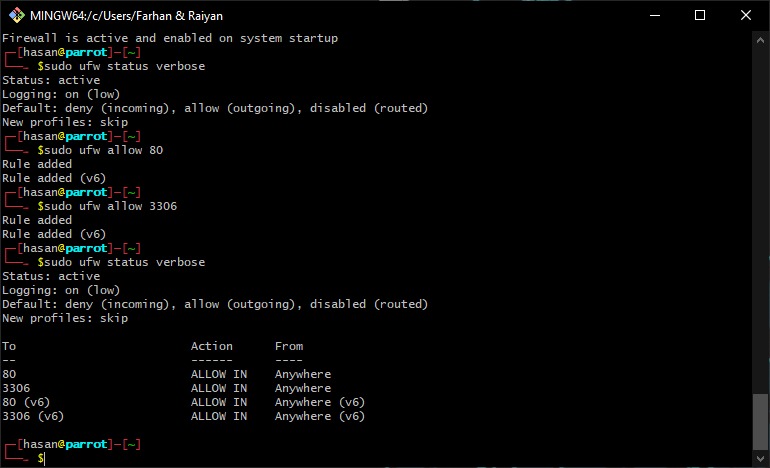 MINGW64:/c/Users/Farhan & Raiyan
Firewall is active and enabled on system startup
┌─[hasan@parrot]─[~]
└──╼ $sudo ufw status verbose
Status: active
Logging: on (low)
Default: deny (incoming), allow (outgoing), disabled (routed)
New profiles: skip
┌─[hasan@parrot]─[~]
└──╼ $sudo ufw allow 80
Rule added
Rule added (v6)
┌─[hasan@parrot]─[~]
└──╼ $sudo ufw allow 3306
Rule added
Rule added (v6)
┌─[hasan@parrot]─[~]
└──╼ $sudo ufw status verbose
Status: active
Logging: on (low)
Default: deny (incoming), allow (outgoing), disabled (routed)
New profiles: skip
To                         Action      From
--                         ------      ----
80                         ALLOW IN    Anywhere
3306                       ALLOW IN    Anywhere
80 (v6)                    ALLOW IN    Anywhere (v6)
3306 (v6)                  ALLOW IN    Anywhere (v6)
┌─[hasan@parrot]─[~]
└──╼ $